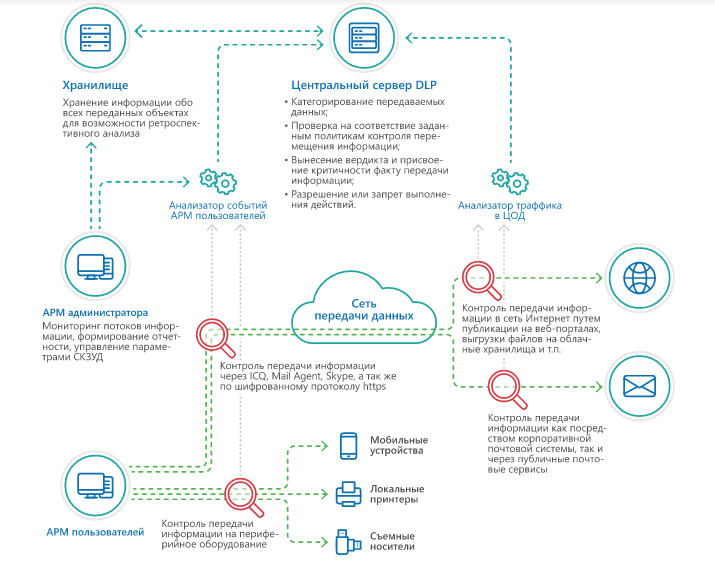 Хранилище
Хранение информации обо
всех переданных объектах
для возможности ретроспек-
тивного анализа
Центральный сервер DLP
• Категорирование передаваемых
данных;
• Проверка на соответствие задан-
ным политикам контроля пере-
мещения информации;
• Вынесение вердикта и присвое-
ние критичности факту передачи
информации;
• Разрешение или запрет выполне-
ния действий.
Анализатор событий
АРМ пользователей
Анализатор траффика
в ЦОД
АРМ администратора
Мониторинг потоков инфор-
мации, формирование отчет-
ности, управление параме-
трами СКЗУД
Сеть
передачи данных
Контроль передачи инфор-
мации в сеть Интернет путем
публикации на веб-порталах,
выгрузки файлов на облач-
ные хранилища и т.п.
Контроль передачи информации
через ICQ, Mail Agent, Skype, а так же
по шифрованному протоколу https
Контроль передачи
информации как посред-
ством корпоративной
почтовой системы, так и
через публичные почто-
вые сервисы
Мобильные
устройства
Локальные
принтеры
Съемные
носители
АРМ пользователей
Контроль передачи
информации на перифе-
рийное оборудование